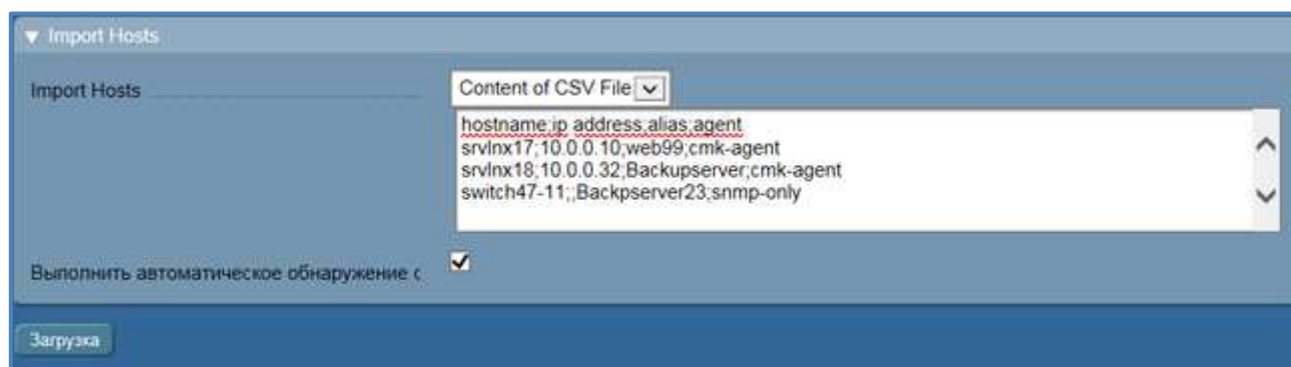 Import Hosts
Import Hosts
Content of CSV File
hostname;ip address;alias;agent
srvlnx17;10.0.0.10;web99;cmk-agent
srvlnx18;10.0.0.32;Backupserver;cmk-agent
switch47-11;;Backpserver23;snmp-only
Выполнить автоматическое обнаружение с
Загрузка